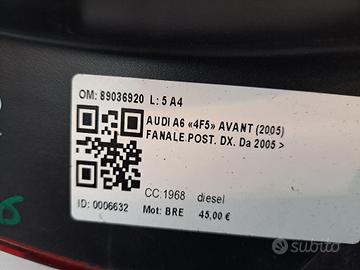 OM: 89036920 L: 5 A4
AUDI A6 «4F5» AVANT (2005)
FANALE.POST. DX. Da 2005 >
CC:1968 diesel
ID: 0006632 Mot: BRE 45,00 €
subito